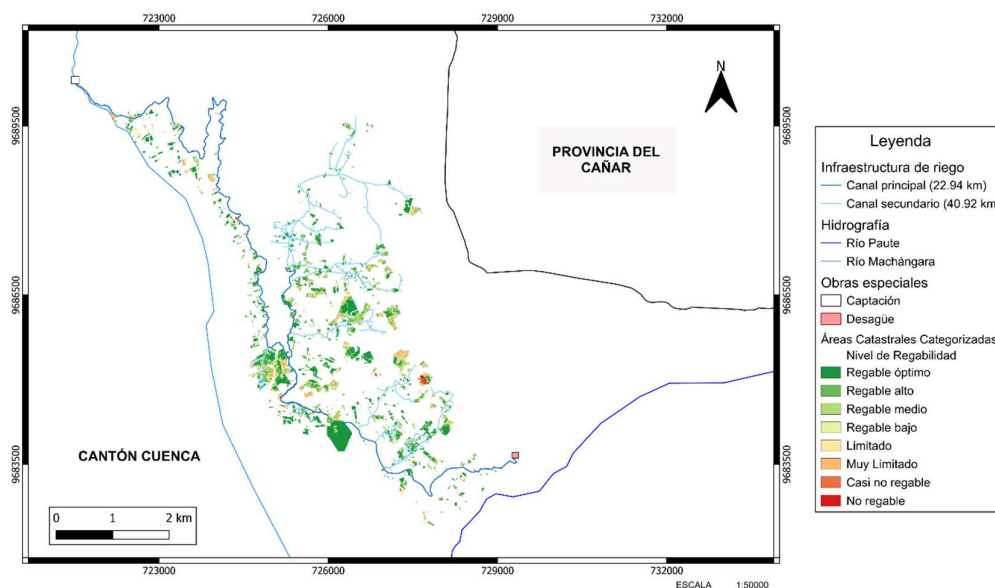 723000
726000
729000
732000
N
9689500
9689500
PROVINCIA DEL
CAÑAR
9686500
9686500
9683500
9683500
CANTÓN CUENCA
0 1 2 km
723000
726000
729000
732000
ESCALA 1:50000
Leyenda
Infraestructura de riego
Canal principal (22.94 km)
Canal secundario (40.92 km
Hidrografía
Río Paute
Río Machángara
Obras especiales
Captación
Desagüe
Áreas Catastrales Categorizadas
Nivel de Regabilidad
Regable óptimo
Regable alto
Regable medio
Regable bajo
Limitado
Muy Limitado
Casi no regable
No regable